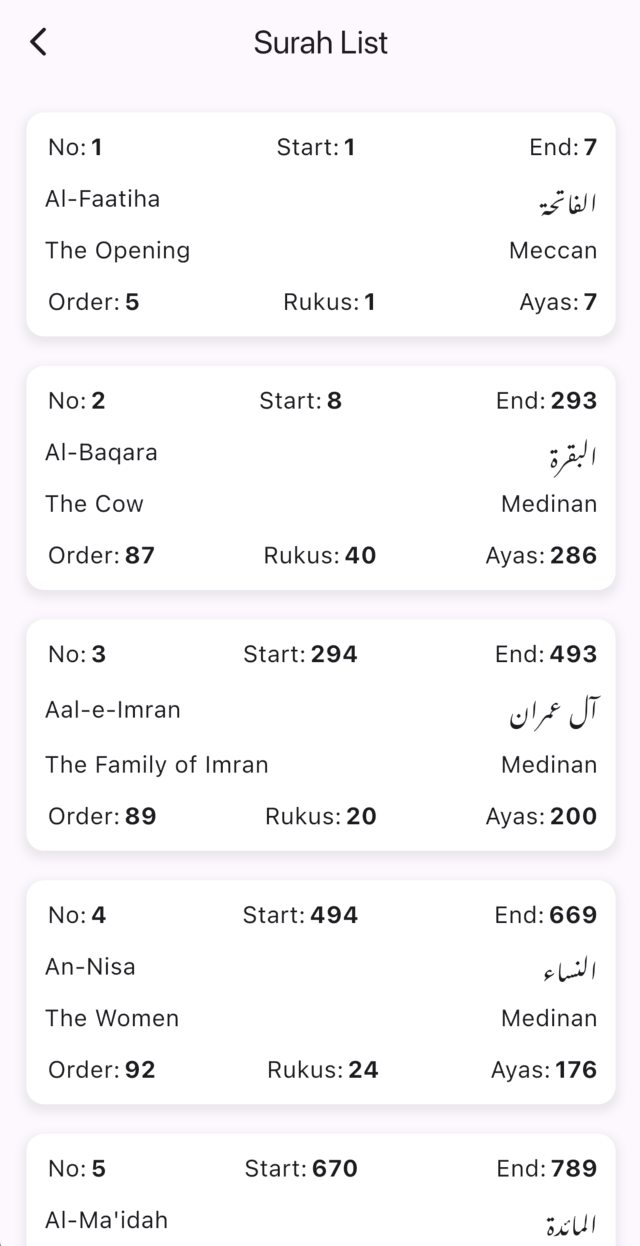 Surah List
No: 1 Start: 1 End: 7
Al-Faatiha الفاتحة
The Opening Meccan
Order: 5 Rukus: 1 Ayas: 7
No: 2 Start: 8 End: 293
Al-Baqara البقرة
The Cow Medinan
Order: 87 Rukus: 40 Ayas: 286
No: 3 Start: 294 End: 493
Aal-e-Imran آل عمران
The Family of Imran Medinan
Order: 89 Rukus: 20 Ayas: 200
No: 4 Start: 494 End: 669
An-Nisa النساء
The Women Medinan
Order: 92 Rukus: 24 Ayas: 176
No: 5 Start: 670 End: 789
Al-Ma'idah المائدة